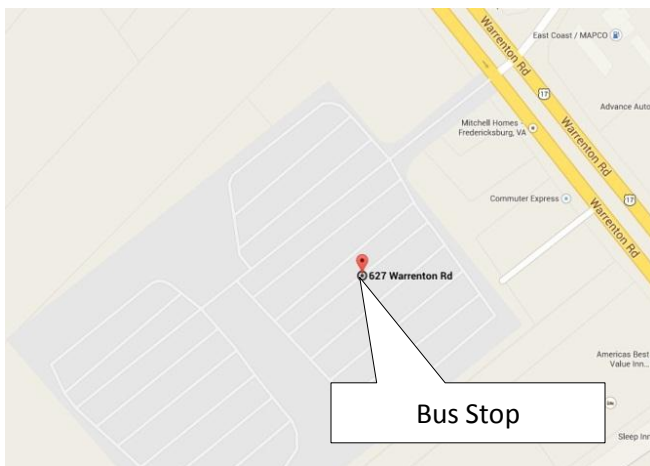 Warrenton Rd
East Coast / MAPCO
17
Advance Auto
Mitchell Homes -
Fredericksburg, VA
Warrenton Rd
Commuter Express
Warrenton Rd
17
627 Warrenton Rd
Americas Best
Value Inn...
Bus Stop
Sleep Inn